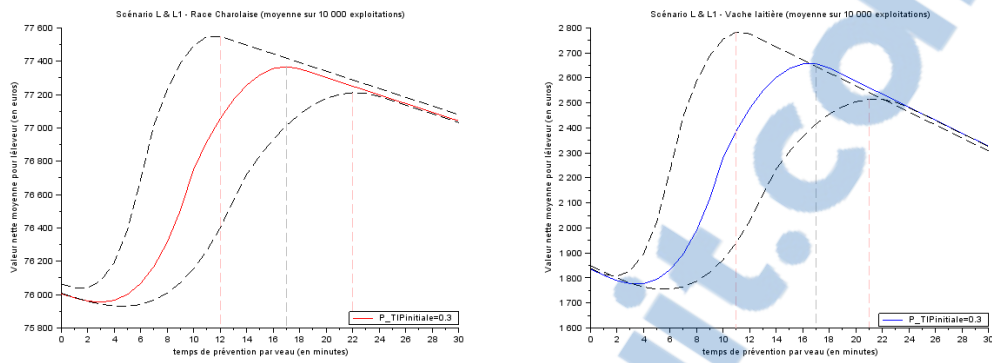 Scénario L & L1 - Race Charolaise (moyenne sur 10 000 exploitations)
Valeur nette moyenne pour léleveur (en euros)
77 600
77 400
77 200
77 000
76 800
76 600
76 400
76 200
76 000
75 800
0 2 4 6 8 10 12 14 16 18 20 22 24 26 28 30
temps de prévention par veau (en minutes)
P_TIPinitiale=0.3
Scénario L & L1 - Vache laitière (moyenne sur 10 000 exploitations)
Valeur nette moyenne pour léleveur (en euros)
2 800
2 700
2 600
2 500
2 400
2 300
2 200
2 100
2 000
1 900
1 800
1 700
1 600
0 2 4 6 8 10 12 14 16 18 20 22 24 26 28 30
temps de prévention par veau (en minutes)
P_TIPinitiale=0.3
it.com